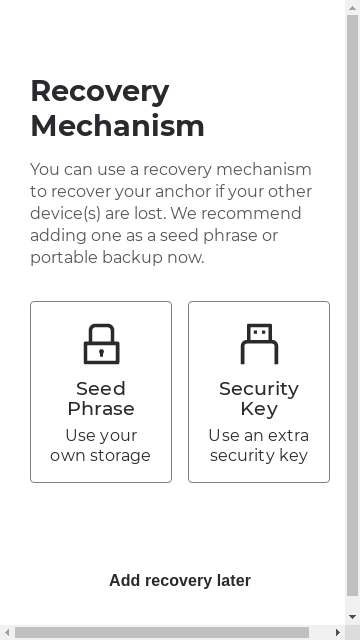 Recovery
Mechanism
You can use a recovery mechanism
to recover your anchor if your other
device(s) are lost. We recommend
adding one as a seed phrase or
portable backup now.
Seed
Phrase
Use your
own storage
Security
Key
Use an extra
security key
Add recovery later